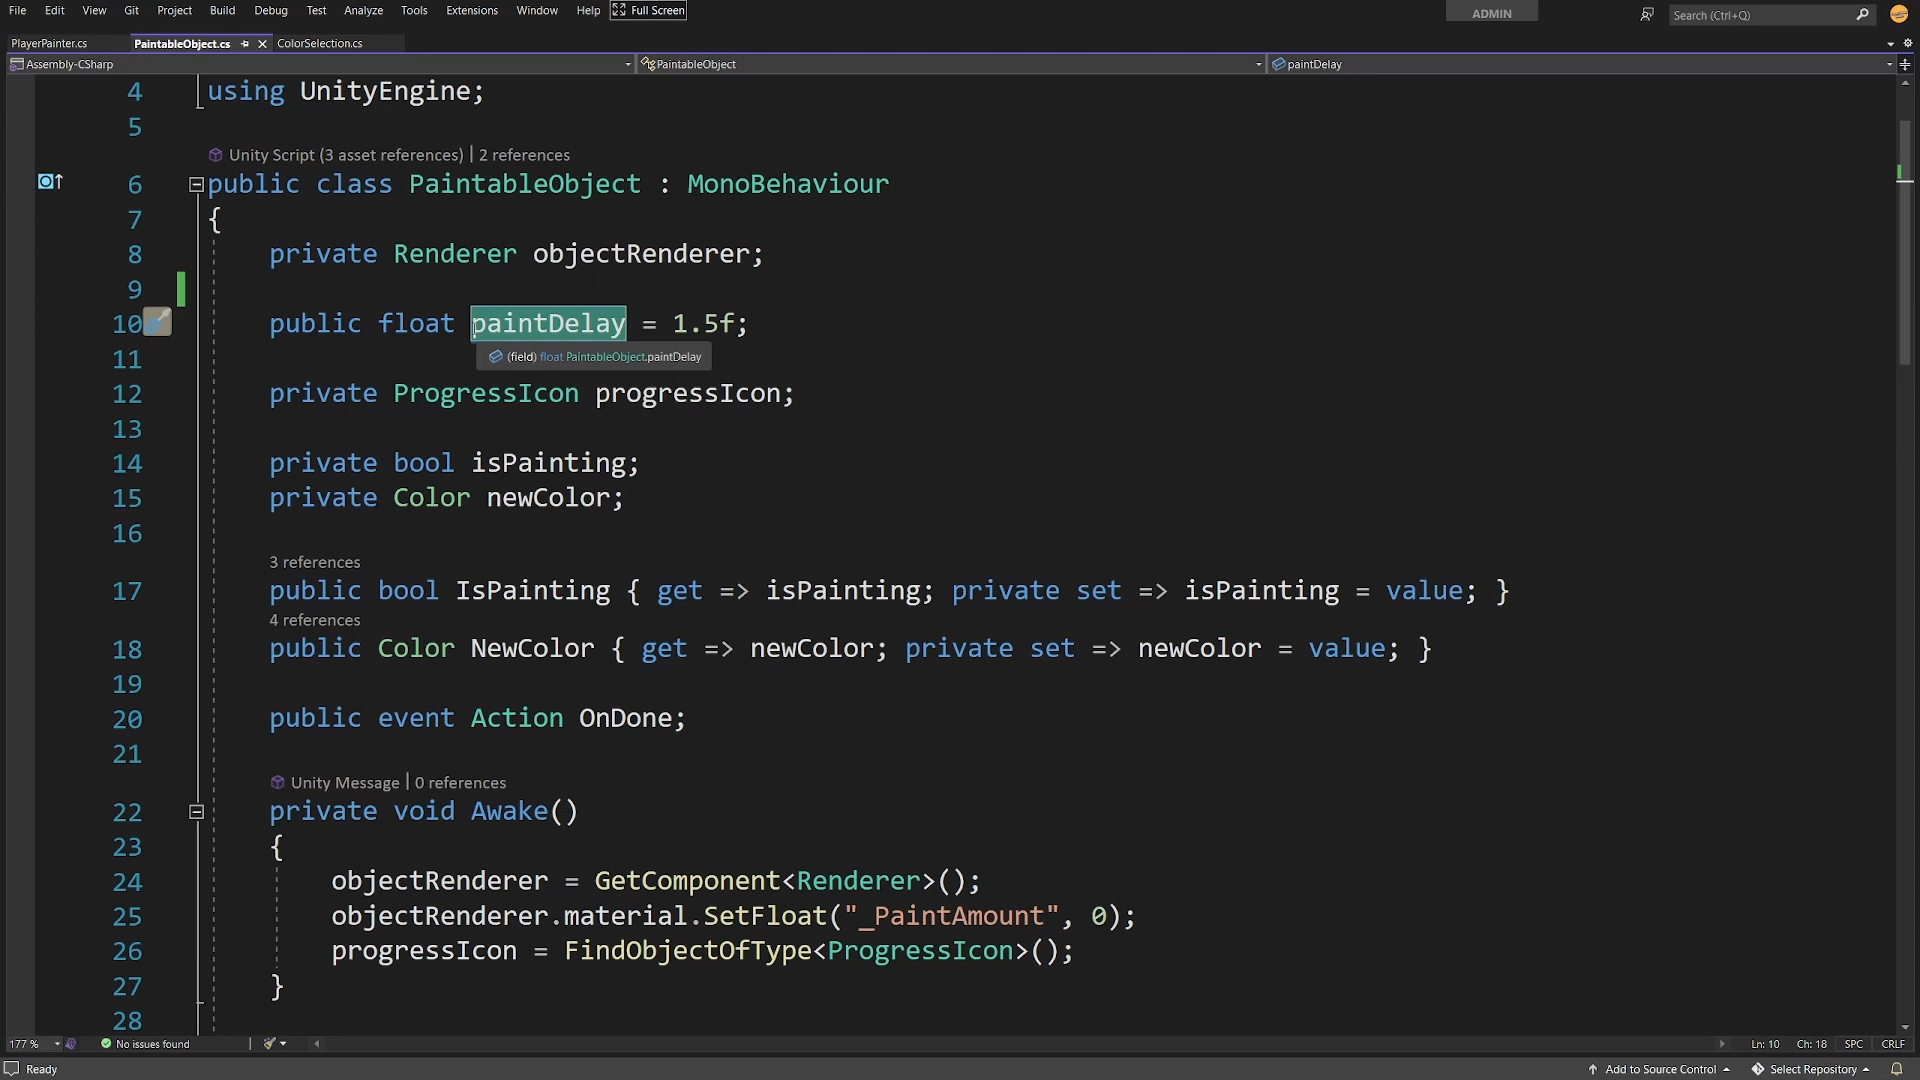 File Edit View Git Project Build Debug Test Analyze Tools Extensions Window Help Full Screen ADMIN Search (Ctrl+Q)
PlayerPainter.cs PaintableObject.cs ColorSelection.cs
Assembly-CSharp PaintableObject paintDelay
4 using UnityEngine;
5
Unity Script (3 asset references) | 2 references
6 public class PaintableObject : MonoBehaviour
7 {
8 private Renderer objectRenderer;
9
10 public float paintDelay = 1.5f;
(field) float PaintableObject.paintDelay
11
12 private ProgressIcon progressIcon;
13
14 private bool isPainting;
15 private Color newColor;
16
3 references
17 public bool IsPainting { get => isPainting; private set => isPainting = value; }
4 references
18 public Color NewColor { get => newColor; private set => newColor = value; }
19
20 public event Action OnDone;
21
Unity Message | 0 references
22 private void Awake()
23 {
24 objectRenderer = GetComponent<Renderer>();
25 objectRenderer.material.SetFloat("_PaintAmount", 0);
26 progressIcon = FindObjectOfType<ProgressIcon>();
27 }
28
177 % No issues found Ln: 10 Ch: 18 SPC CRLF
Ready Add to Source Control Select Repository